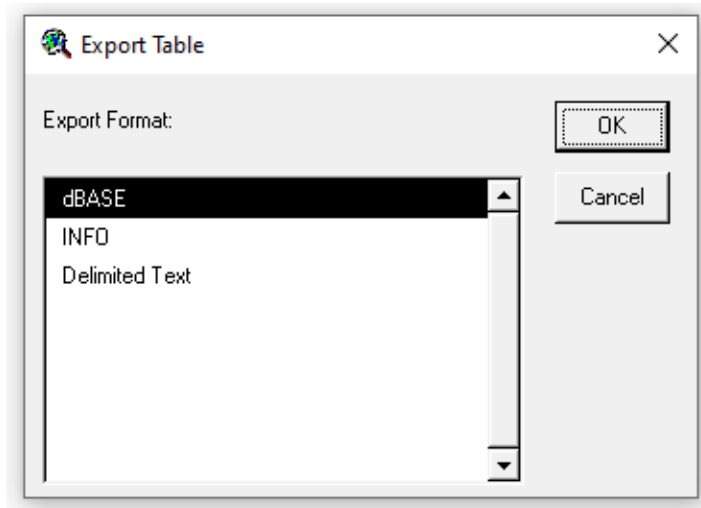 Export Table
Export Format:
OK
dBASE
Cancel
INFO
Delimited Text